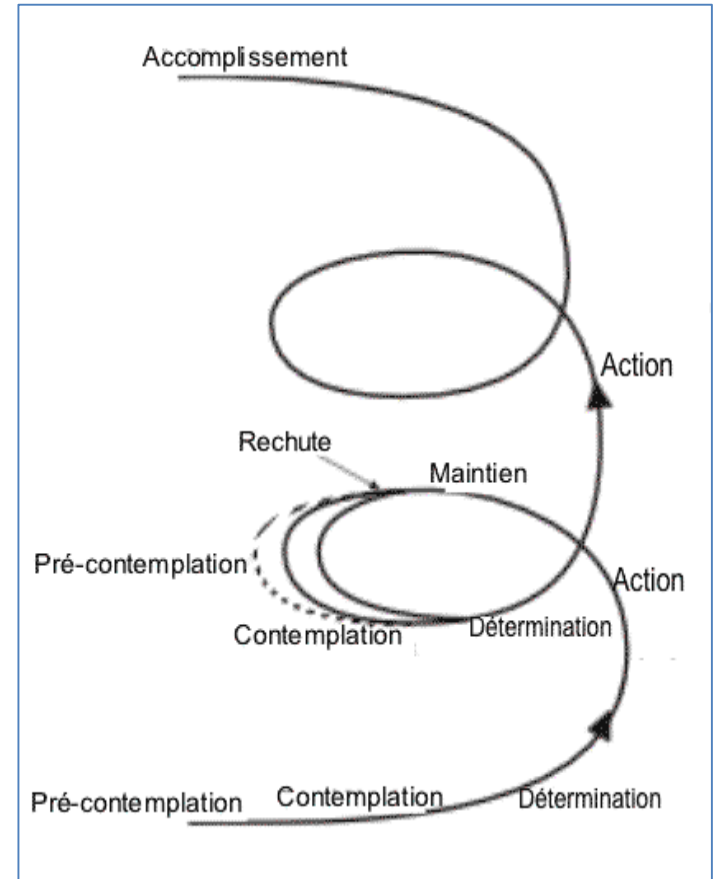 Accomplissement
Action
Rechute
Maintien
Pré-contemplation
Action
Contemplation
Détermination
Pré-contemplation
Contemplation
Détermination